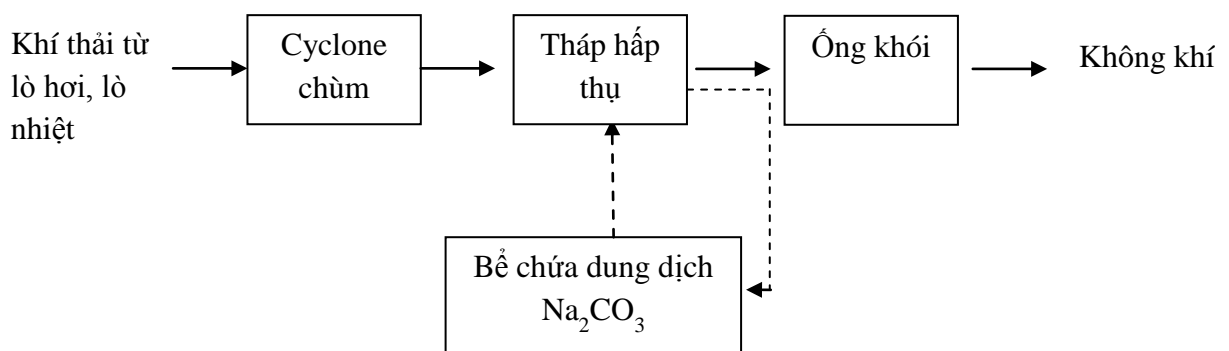 Khí thải từ
lò hơi, lò
nhiệt
Cyclone
chùm
Tháp hấp
thụ
Ống khói
Không khí
Bể chứa dung dịch
Na₂CO₃